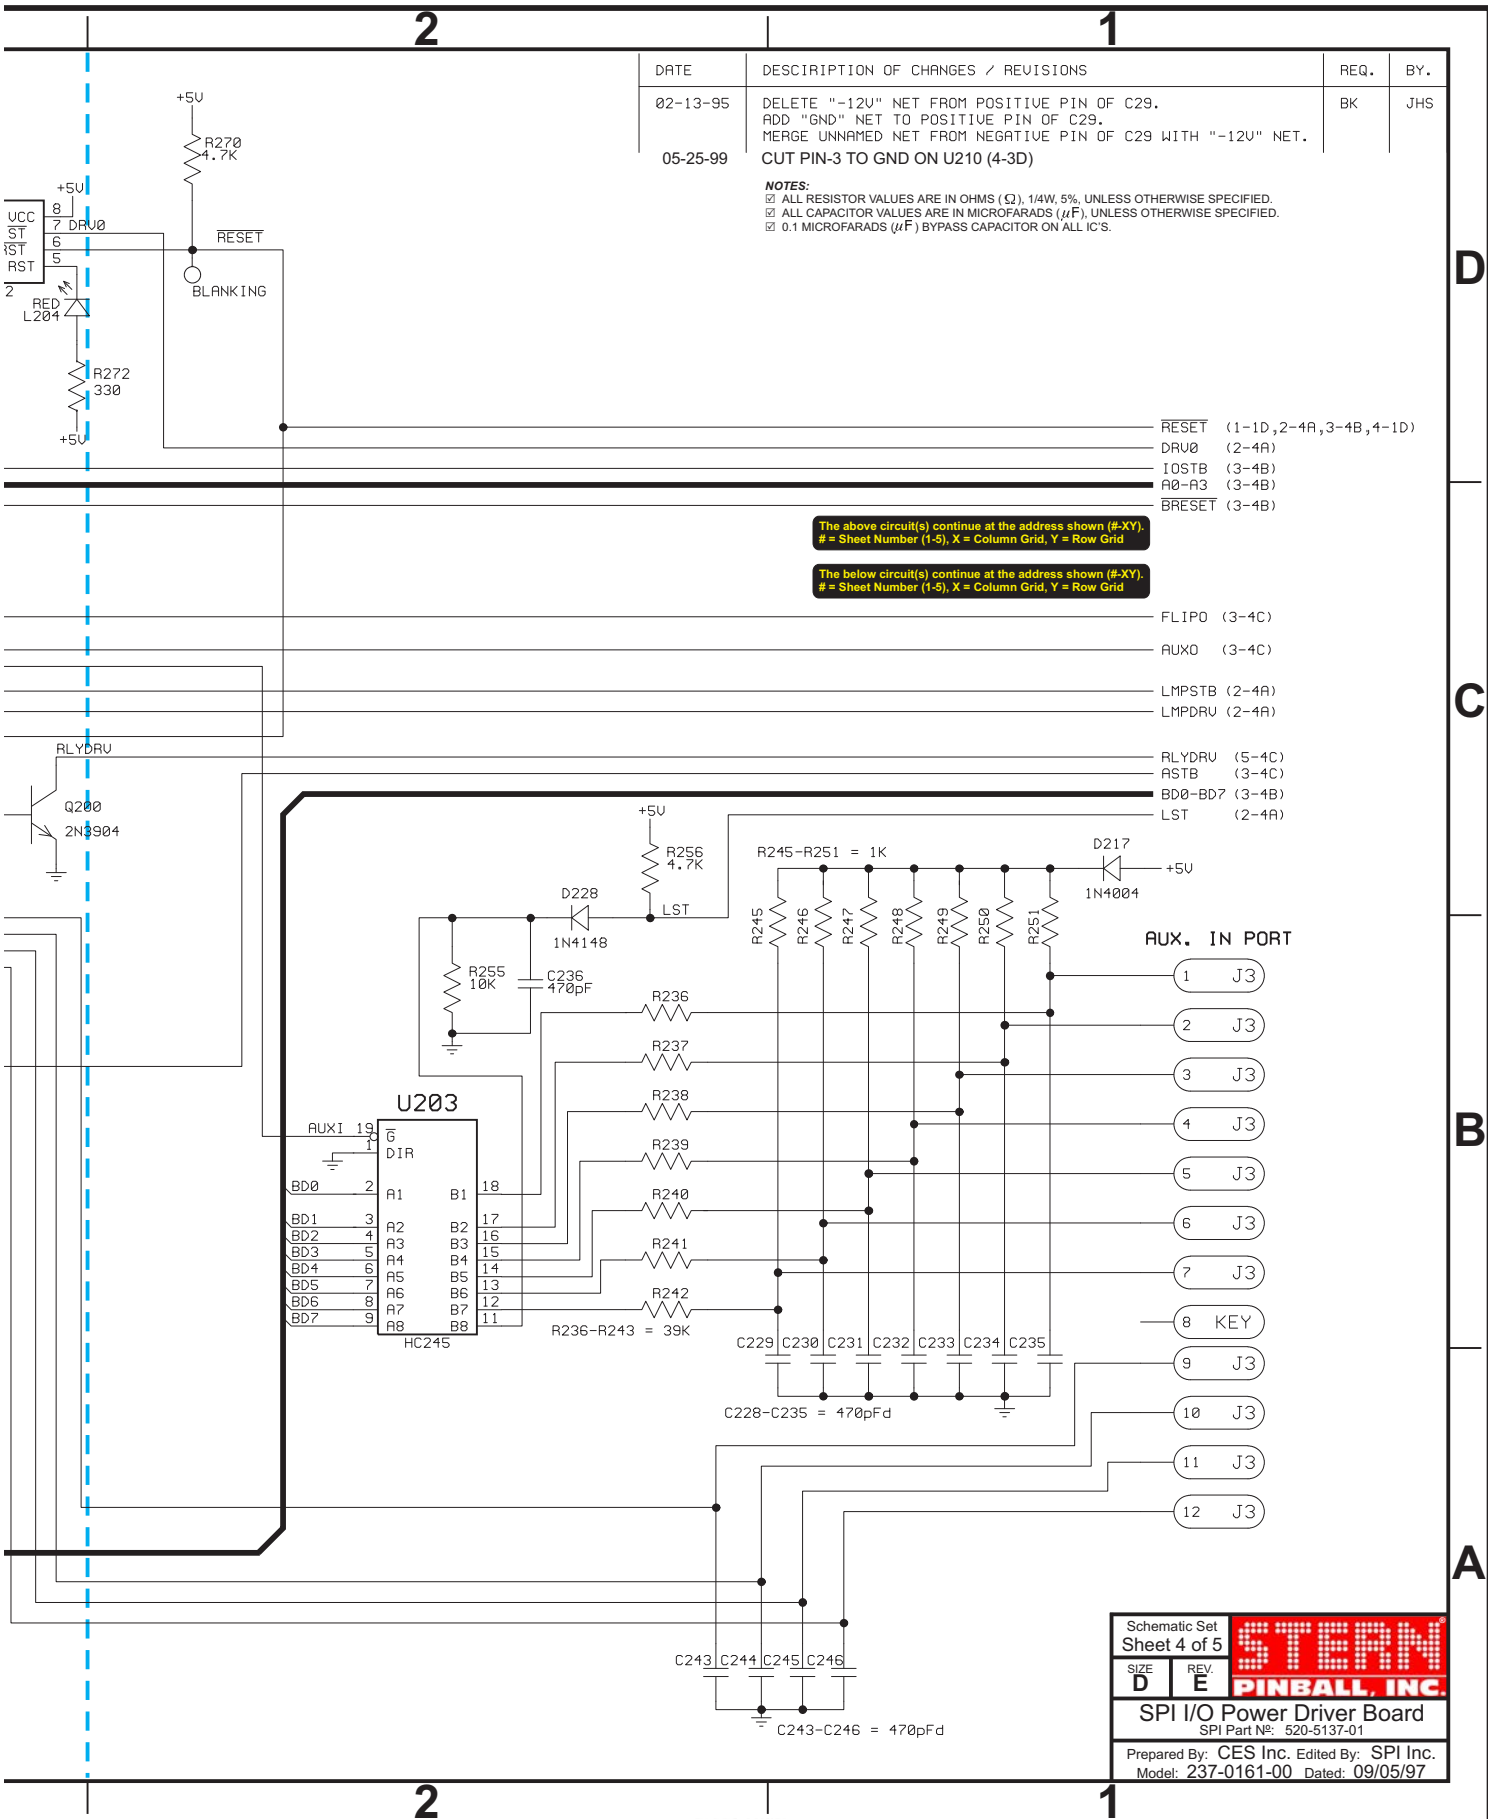 2 1
DATE DESCIRIPTION OF CHANGES / REVISIONS REQ. BY.
02-13-95 DELETE "-12V" NET FROM POSITIVE PIN OF C29. BK JHS
ADD "GND" NET TO POSITIVE PIN OF C29.
MERGE UNNAMED NET FROM NEGATIVE PIN OF C29 WITH "-12V" NET.
05-25-99 CUT PIN-3 TO GND ON U210 (4-3D)
NOTES:
☑ ALL RESISTOR VALUES ARE IN OHMS (Ω), 1/4W, 5%, UNLESS OTHERWISE SPECIFIED.
☑ ALL CAPACITOR VALUES ARE IN MICROFARADS (μF), UNLESS OTHERWISE SPECIFIED.
☑ 0.1 MICROFARADS (μF) BYPASS CAPACITOR ON ALL IC'S.
+5V
R270
4.7K
+5V
VCC 8
ST 7 DRV0
RST 6
RST 5
2
RESET
BLANKING
RED
L204
R272
330
+5V
D
RESET (1-1D,2-4A,3-4B,4-1D)
DRV0 (2-4A)
IOSTB (3-4B)
A0-A3 (3-4B)
BRESET (3-4B)
The above circuit(s) continue at the address shown (#-XY).
# = Sheet Number (1-5), X = Column Grid, Y = Row Grid
The below circuit(s) continue at the address shown (#-XY).
# = Sheet Number (1-5), X = Column Grid, Y = Row Grid
FLIPO (3-4C)
AUXO (3-4C)
LMPSTB (2-4A)
LMPDRV (2-4A)
C
RLYDRV
RLYDRV (5-4C)
ASTB (3-4C)
BD0-BD7 (3-4B)
LST (2-4A)
Q200
2N3904
+5V
R256
4.7K
R245-R251 = 1K
D217
+5V
1N4004
D228
1N4148
LST
R245 R246 R247 R248 R249 R250 R251
AUX. IN PORT
R255
10K
C236
470pF
1 J3
R236
2 J3
R237
3 J3
R238
4 J3
R239
5 J3
R240
6 J3
R241
7 J3
R242
8 KEY
9 J3
10 J3
11 J3
12 J3
B
U203
AUXI 19 G
1 DIR
BD0 2 A1 B1 18
BD1 3 A2 B2 17
BD2 4 A3 B3 16
BD3 5 A4 B4 15
BD4 6 A5 B5 14
BD5 7 A6 B6 13
BD6 8 A7 B7 12
BD7 9 A8 B8 11
HC245
R236-R243 = 39K
C229 C230 C231 C232 C233 C234 C235
C228-C235 = 470pFd
A
C243 C244 C245 C246
C243-C246 = 470pFd
Schematic Set
Sheet 4 of 5
SIZE REV.
D E
STERN®
PINBALL, INC.
SPI I/O Power Driver Board
SPI Part Nº: 520-5137-01
Prepared By: CES Inc. Edited By: SPI Inc.
Model: 237-0161-00 Dated: 09/05/97
2 1